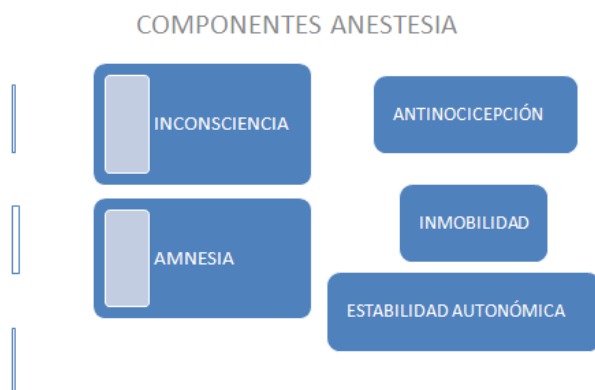 COMPONENTES ANESTESIA
INCONSCIENCIA
AMNESIA
ANTINOCICEPCIÓN
INMOBILIDAD
ESTABILIDAD AUTONÓMICA